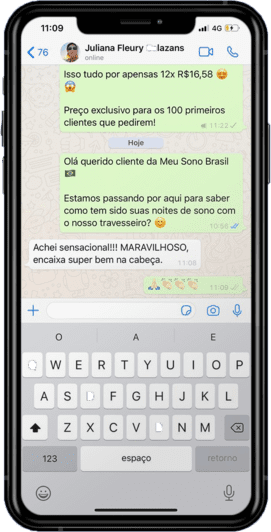 11:09
4G
76
Juliana Fleury lazans
online
Isso tudo por apensas 12x R$16,58
Preço exclusivo para os 100 primeiros
clientes que pedirem!
11:22
Hoje
Olá querido cliente da Meu Sono Brasil
Estamos passando por aqui para saber
como tem sido suas noites de sono com
o nosso travesseiro?
10:56
Achei sensacional!!! MARAVILHOSO,
encaixa super bem na cabeça.
11:08
11:09
O A E
W E R T Y U I O P
A S D F G H J K L
Z X C V N M
123 espaço retorno